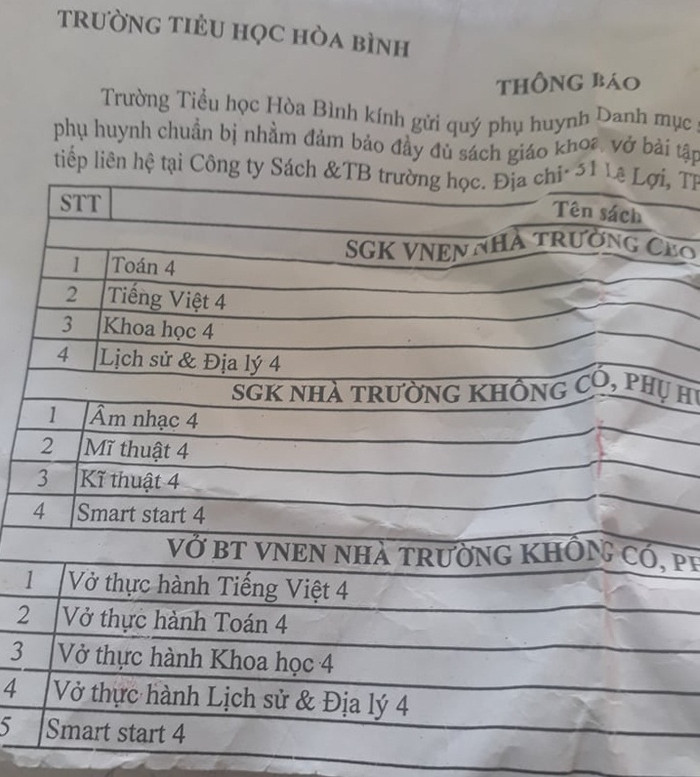 TRƯỜNG TIỂU HỌC HÒA BÌNH
THÔNG BÁO
Trường Tiểu học Hòa Bình kính gửi quý phụ huynh Danh mục
phụ huynh chuẩn bị nhằm đảm bảo đầy đủ sách giáo khoa, vở bài tập
tiếp liên hệ tại Công ty Sách &TB trường học. Địa chỉ: 51 Lê Lợi, TP
STT Tên sách
SGK VNEN NHÀ TRƯỜNG
1 Toán 4
2 Tiếng Việt 4
3 Khoa học 4
4 Lịch sử & Địa lý 4
SGK NHÀ TRƯỜNG KHÔNG CÓ, PHỤ
1 Âm nhạc 4
2 Mĩ thuật 4
3 Kĩ thuật 4
4 Smart start 4
VỞ BT VNEN NHÀ TRƯỜNG KHÔNG CÓ,
1 Vở thực hành Tiếng Việt 4
2 Vở thực hành Toán 4
3 Vở thực hành Khoa học 4
4 Vở thực hành Lịch sử & Địa lý 4
5 Smart start 4